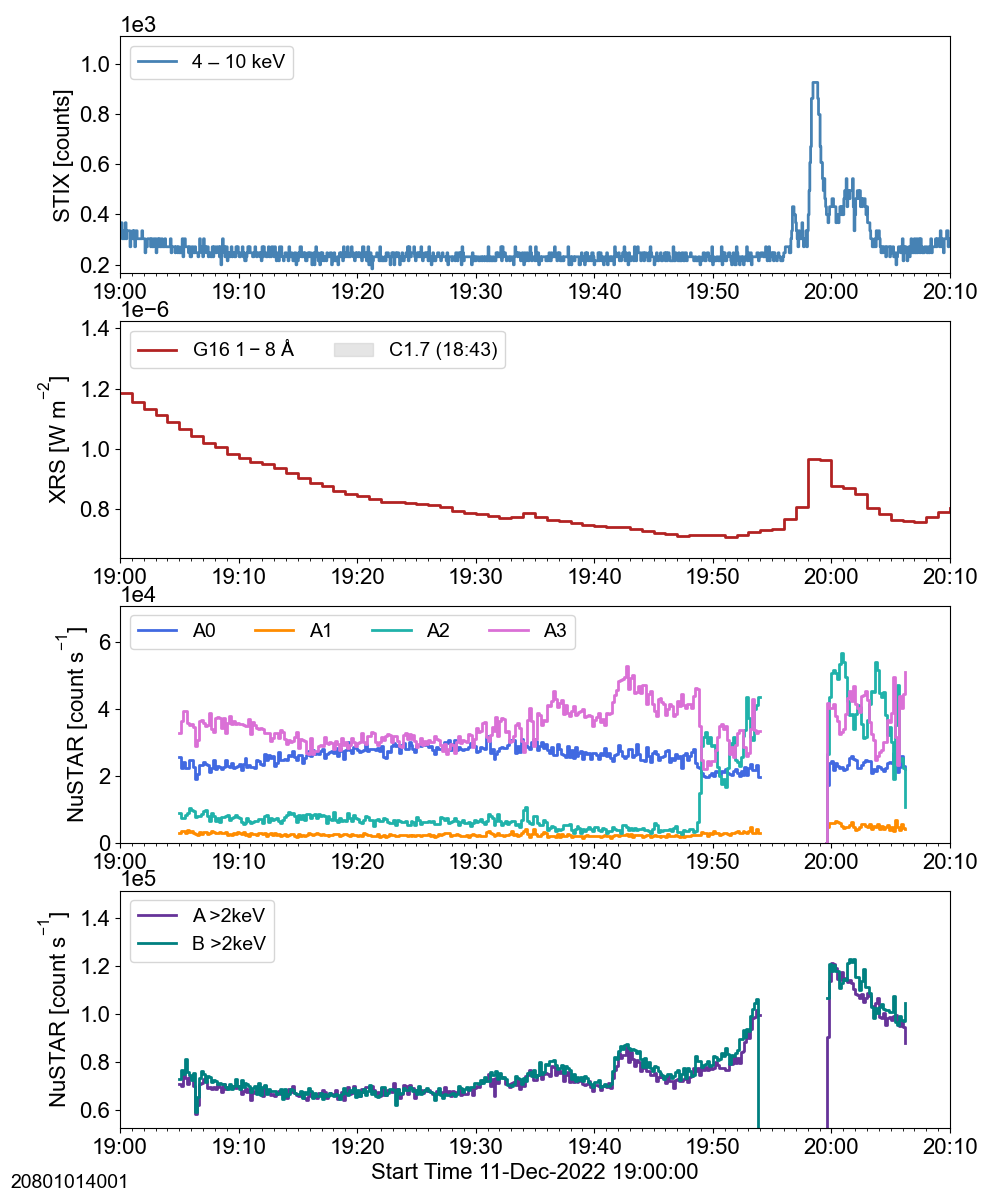 1e3
4 – 10 keV
STIX [counts]
1.0
0.8
0.6
0.4
0.2
19:00 19:10 19:20 19:30 19:40 19:50 20:00 20:10
1e−6
G16 1 – 8 Å C1.7 (18:43)
XRS [W m⁻²]
1.4
1.2
1.0
0.8
19:00 19:10 19:20 19:30 19:40 19:50 20:00 20:10
1e4
A0 A1 A2 A3
NuSTAR [count s⁻¹]
6
4
2
0
19:00 19:10 19:20 19:30 19:40 19:50 20:00 20:10
1e5
A >2keV
B >2keV
NuSTAR [count s⁻¹]
1.4
1.2
1.0
0.8
0.6
19:00 19:10 19:20 19:30 19:40 19:50 20:00 20:10
Start Time 11-Dec-2022 19:00:00
20801014001